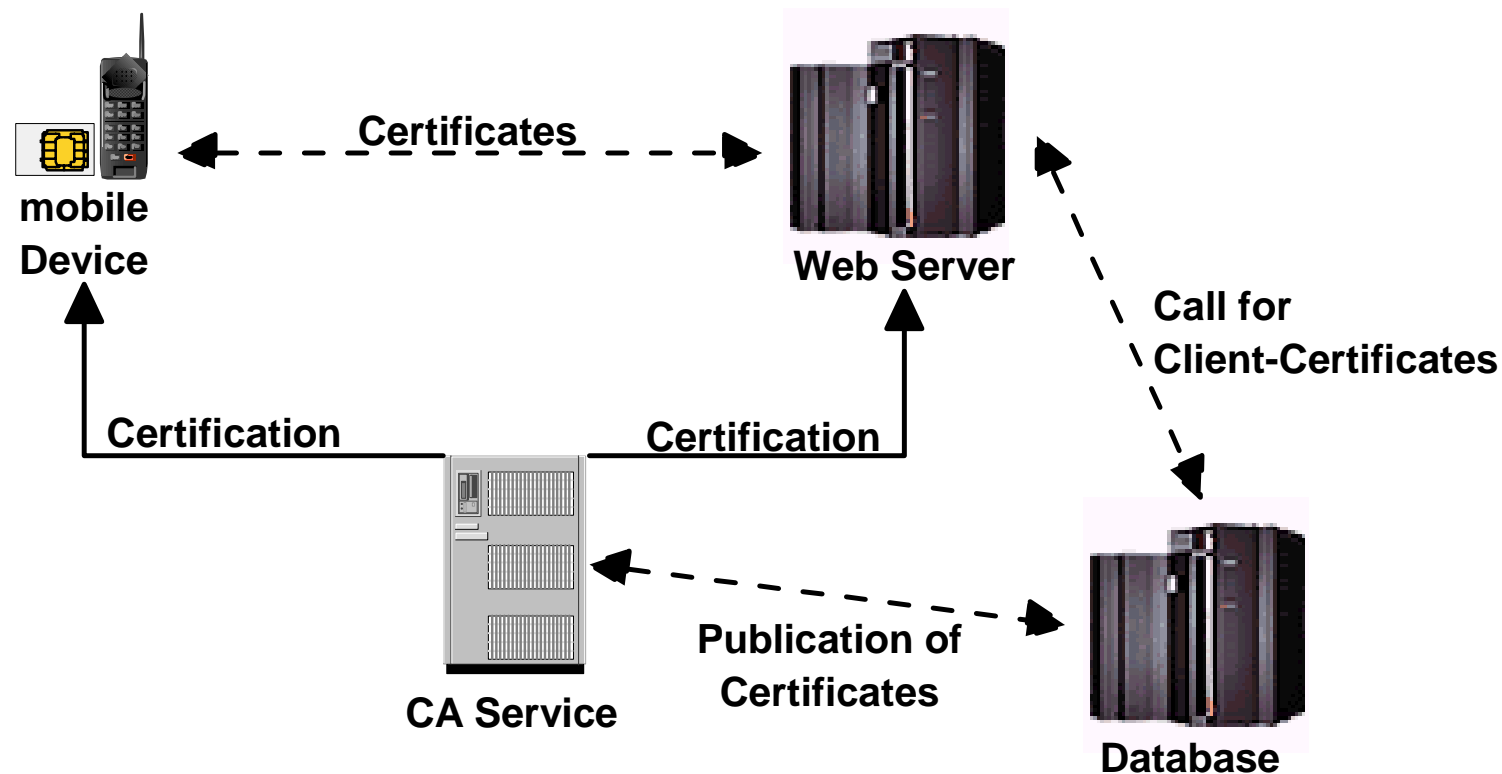 Certificates
mobile
Device
Web Server
Call for
Client-Certificates
Certification
Certification
Publication of
Certificates
CA Service
Database